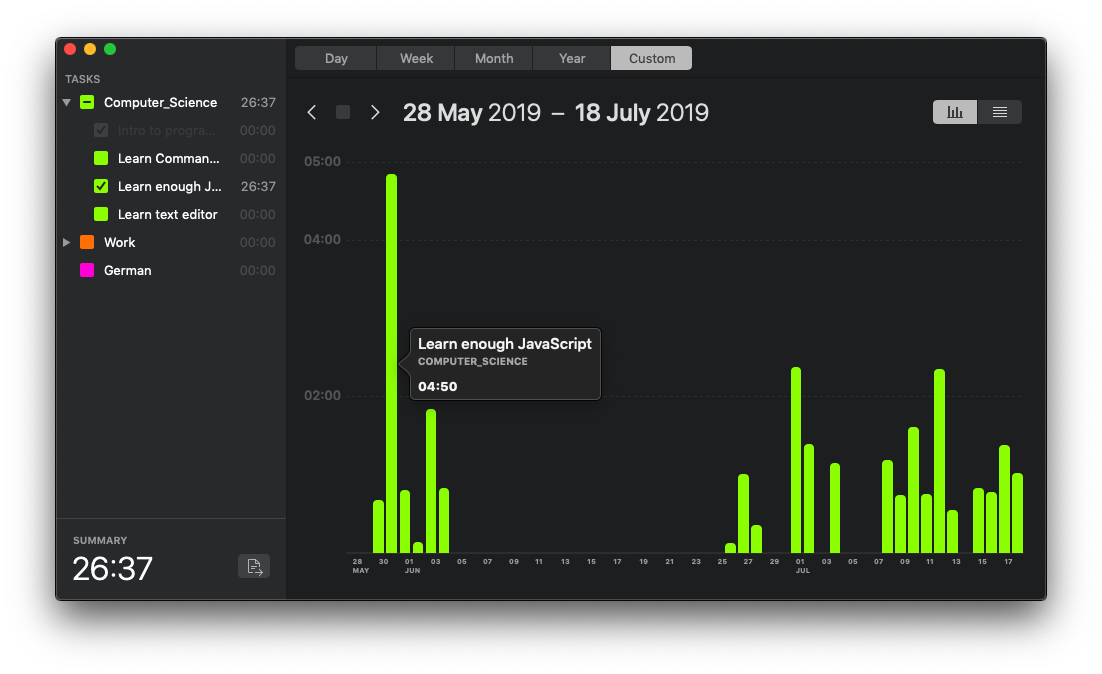 Day Week Month Year Custom
TASKS
Computer_Science 26:37
Intro to progra... 00:00
Learn Comman... 00:00
Learn enough J... 26:37
Learn text editor 00:00
Work 00:00
German 00:00
SUMMARY
26:37
28 May 2019 – 18 July 2019
05:00
04:00
02:00
Learn enough JavaScript
COMPUTER_SCIENCE
04:50
28 30 01 03 05 07 09 11 13 15 17 19 21 23 25 27 29 01 03 05 07 09 11 13 15 17
MAY JUN JUL